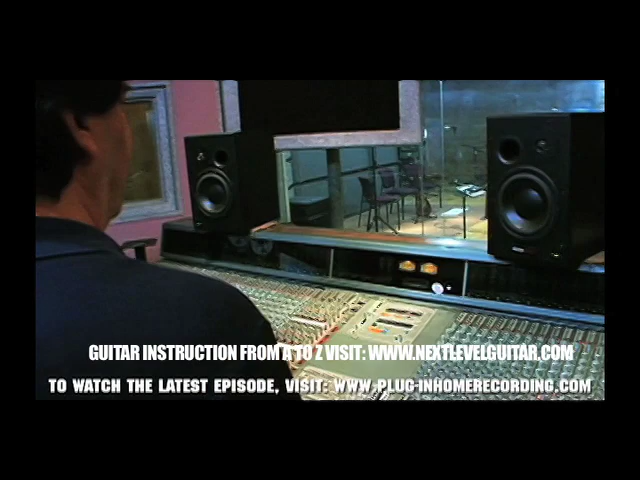 GUITAR INSTRUCTION FROM A TO Z VISIT: WWW.NEXTLEVELGUITAR.COM
TO WATCH THE LATEST EPISODE, VISIT: WWW.PLUG-INHOMERECORDING.COM